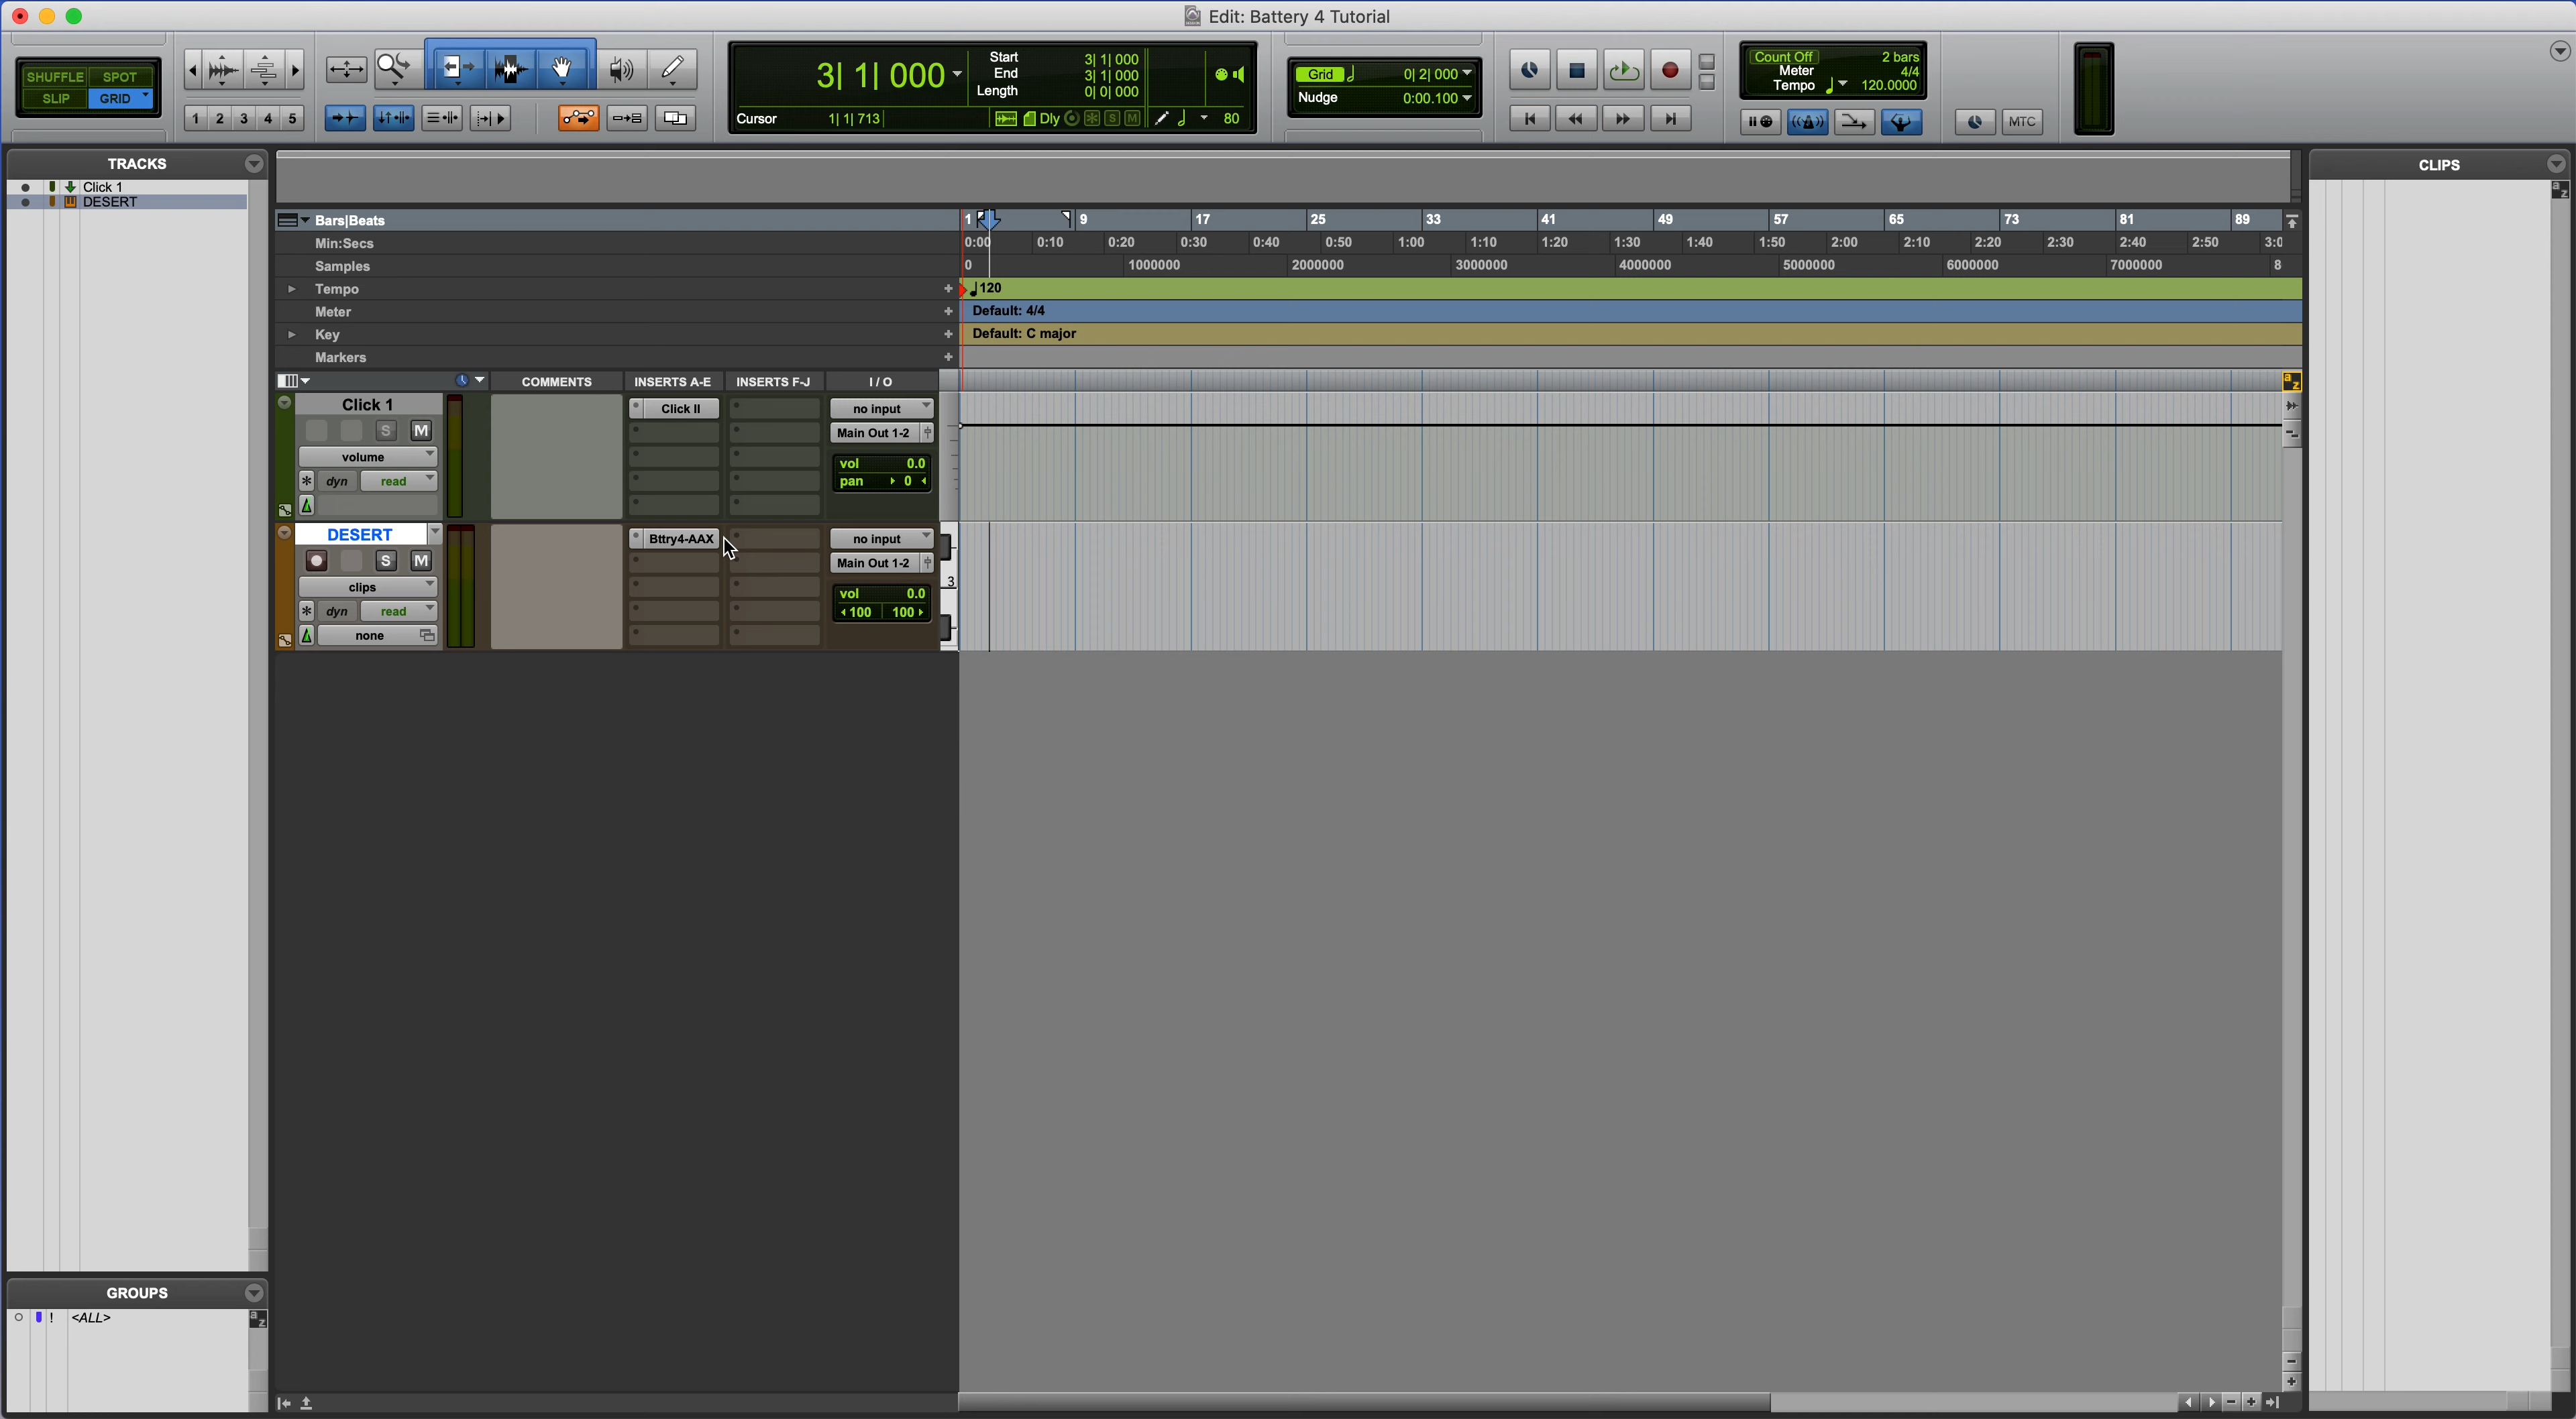 Edit: Battery 4 Tutorial
SHUFFLE SPOT
SLIP GRID
1 2 3 4 5
3| 1| 000
Start 3| 1| 000
End 3| 1| 000
Length 0| 0| 000
Cursor 1| 1| 713
Dly S M 80
Grid 0| 2| 000
Nudge 0:00.100
Count Off 2 bars
Meter 4/4
Tempo 120.0000
MTC
TRACKS
Click 1
DESERT
CLIPS
a z
Bars|Beats 1 9 17 25 33 41 49 57 65 73 81 89
Min:Secs 0:00 0:10 0:20 0:30 0:40 0:50 1:00 1:10 1:20 1:30 1:40 1:50 2:00 2:10 2:20 2:30 2:40 2:50 3:0
Samples 0 1000000 2000000 3000000 4000000 5000000 6000000 7000000 8
Tempo + 120
Meter + Default: 4/4
Key + Default: C major
Markers +
COMMENTS INSERTS A-E INSERTS F-J I / O
a z
Click 1 Click II no input
S M Main Out 1-2
volume vol 0.0
dyn read pan 0
DESERT Bttry4-AAX no input
S M Main Out 1-2
clips 3
vol 0.0
dyn read 100 100
none
GROUPS
! <ALL> a z